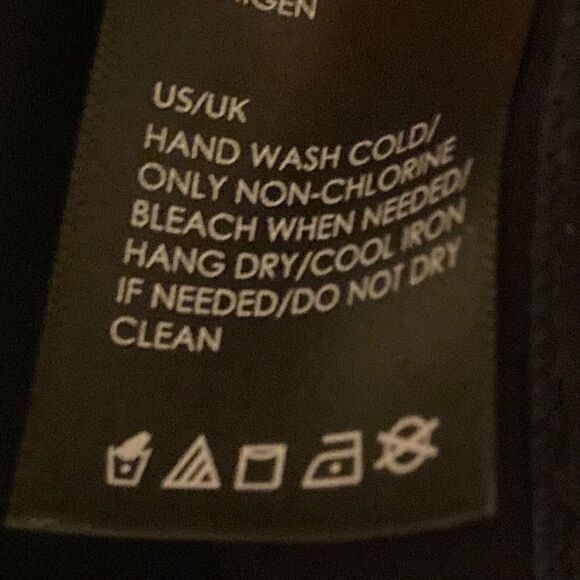 US/UK
HAND WASH COLD/
ONLY NON-CHLORINE
BLEACH WHEN NEEDED/
HANG DRY/COOL IRON
IF NEEDED/DO NOT DRY
CLEAN